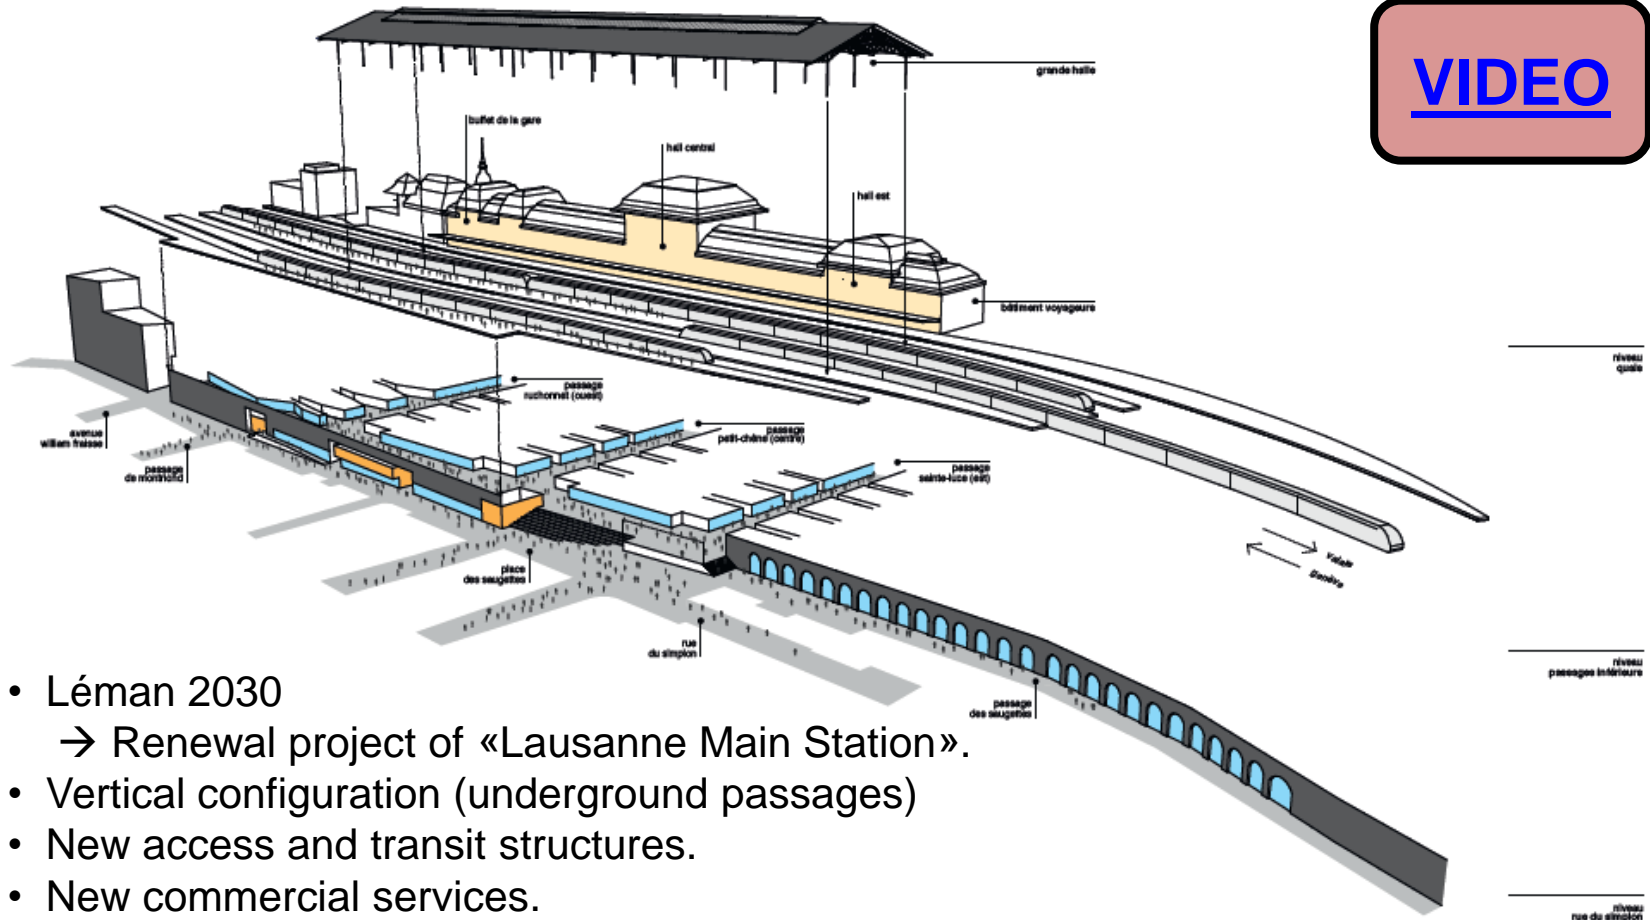 VIDEO
grande halle
buffet de la gare
hall central
hall est
bâtiment voyageurs
niveau
quais
passage
ruchonnet (ouest)
passage
petit-chêne (centre)
passage
sainte-luce (est)
avenue
william fraisse
passage
de montriond
Valais
Genève
place
des saugettes
rue
du simplon
niveau
passages inférieurs
passage
des saugettes
• Léman 2030
→ Renewal project of «Lausanne Main Station».
• Vertical configuration (underground passages)
• New access and transit structures.
• New commercial services.
niveau
rue du simplon